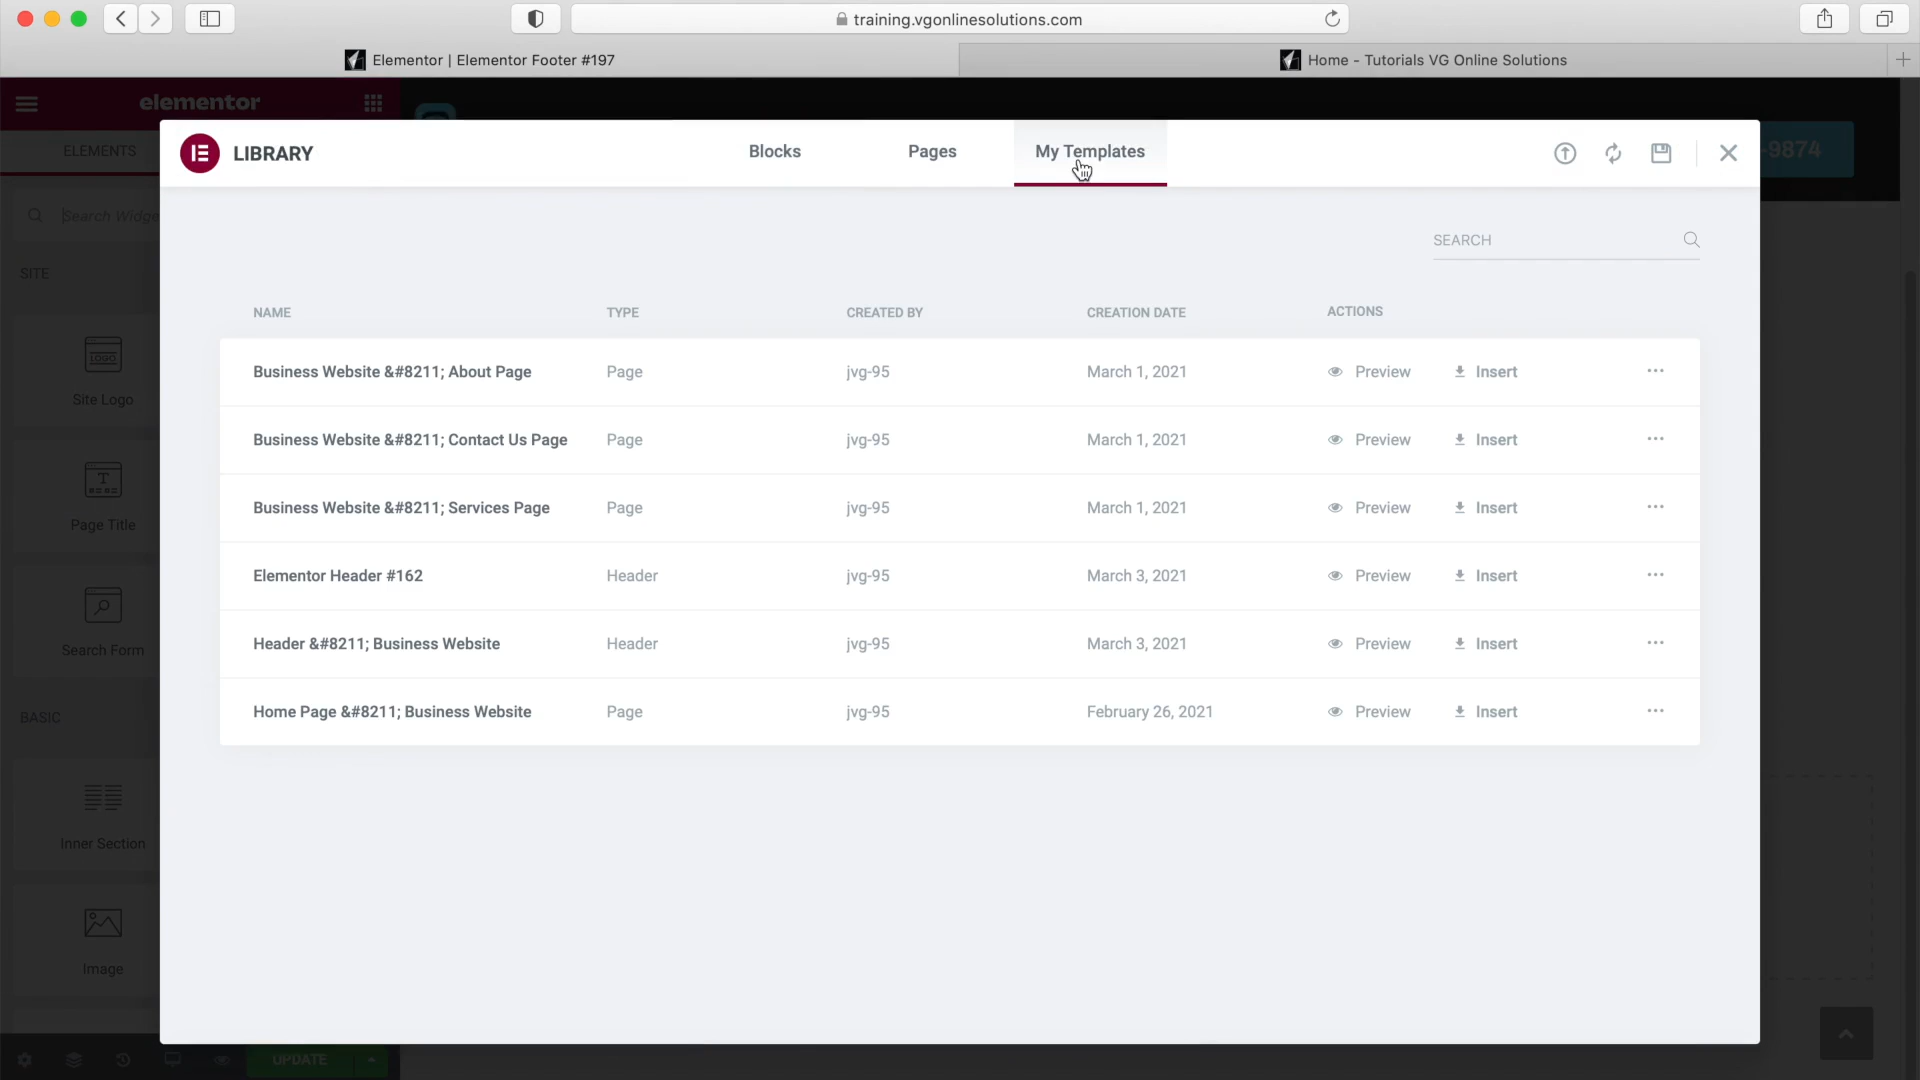 training.vgonlinesolutions.com
Elementor | Elementor Footer #197
Home - Tutorials VG Online Solutions
elementor
ELEMENTS
LIBRARY
Blocks
Pages
My Templates
-9874
Search Widge
SEARCH
SITE
NAME
TYPE
CREATED BY
CREATION DATE
ACTIONS
Business Website &#8211; About Page
Page
jvg-95
March 1, 2021
Preview
Insert
LOGO
Site Logo
Business Website &#8211; Contact Us Page
Page
jvg-95
March 1, 2021
Preview
Insert
Business Website &#8211; Services Page
Page
jvg-95
March 1, 2021
Preview
Insert
Page Title
Elementor Header #162
Header
jvg-95
March 3, 2021
Preview
Insert
Header &#8211; Business Website
Header
jvg-95
March 3, 2021
Preview
Insert
Search Form
Home Page &#8211; Business Website
Page
jvg-95
February 26, 2021
Preview
Insert
BASIC
Inner Section
Image
UPDATE